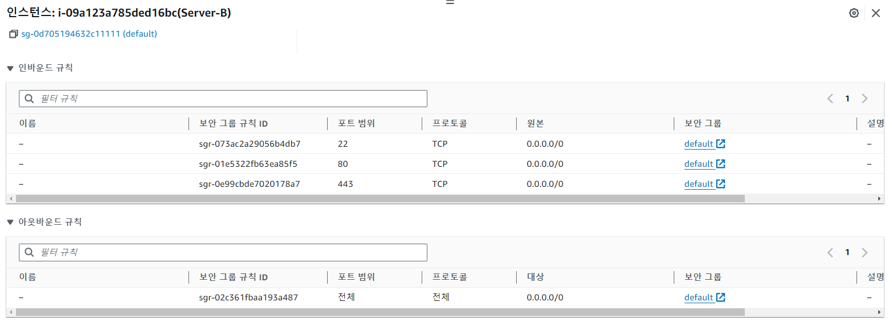 인스턴스: i-09a123a785ded16bc(Server-B)
sg-0d705194632c11111 (default)
인바운드 규칙
필터 규칙
1
이름 보안 그룹 규칙 ID 포트 범위 프로토콜 원본 보안 그룹 설명
– sgr-073ac2a29056b4db7 22 TCP 0.0.0.0/0 default –
– sgr-01e5322fb63ea85f5 80 TCP 0.0.0.0/0 default –
– sgr-0e99cbde7020178a7 443 TCP 0.0.0.0/0 default –
아웃바운드 규칙
필터 규칙
1
이름 보안 그룹 규칙 ID 포트 범위 프로토콜 대상 보안 그룹 설명
– sgr-02c361fbaa193a487 전체 전체 0.0.0.0/0 default –